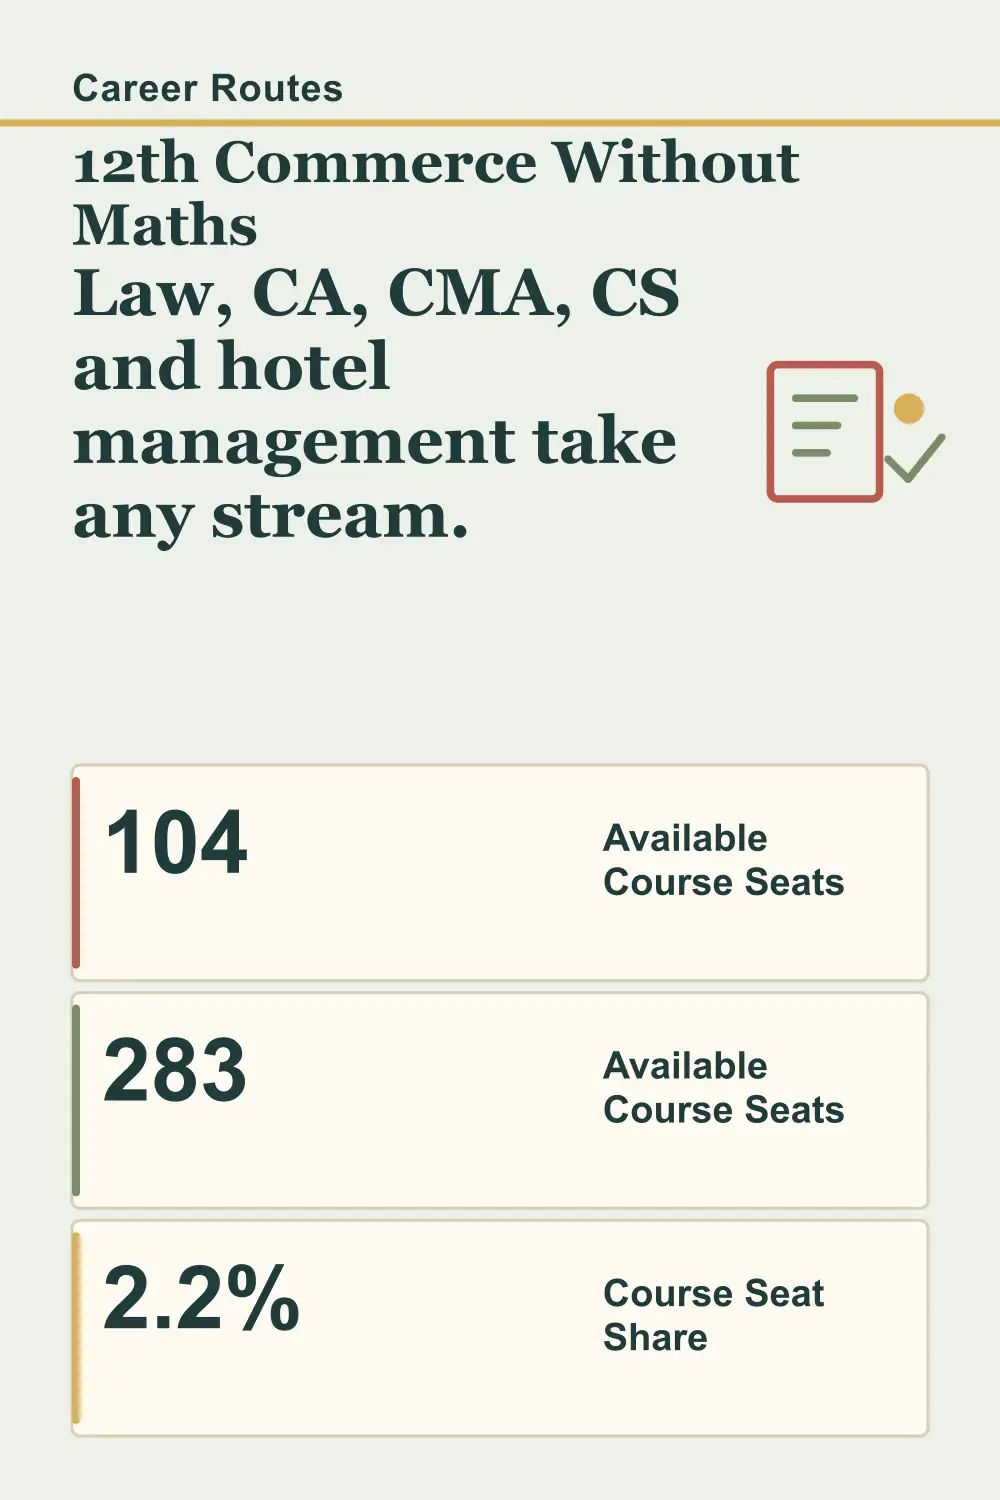 Career Routes
12th Commerce Without
Maths
Law, CA, CMA, CS
and hotel
management take
any stream.
104
Available
Course Seats
283
Available
Course Seats
2.2%
Course Seat
Share